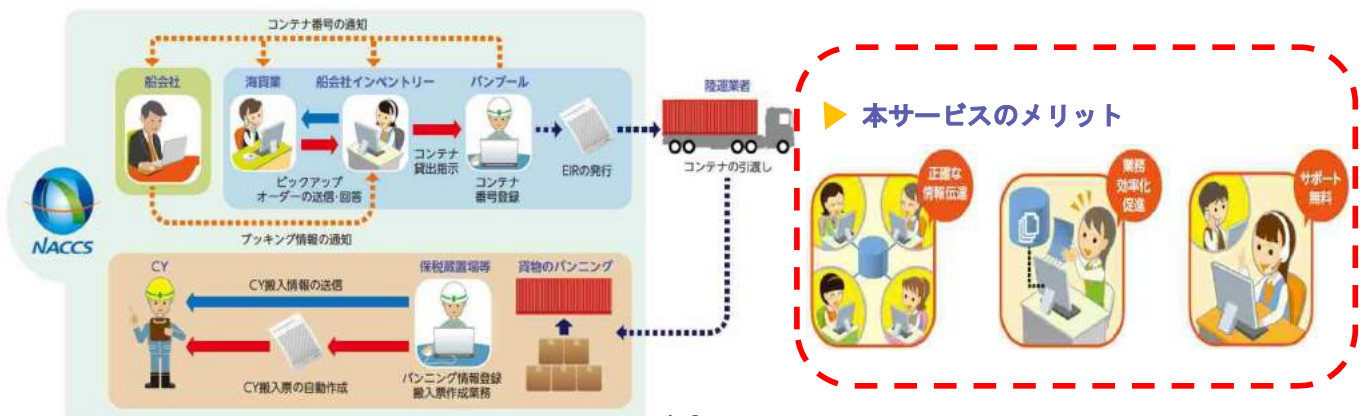 コンテナ番号の通知
船会社
海貨業
船会社インベントリー
バンプール
陸運業者
コンテナ
貸出指示
ピックアップ
オーダーの送信・回答
コンテナ
番号登録
EIRの発行
コンテナの引渡し
ブッキング情報の通知
NACCS
CY
保税蔵置場等
貨物のバンニング
CY搬入情報の送信
CY搬入票の自動作成
バンニング情報登録
搬入票作成業務
本サービスのメリット
正確な
情報伝達
業務
効率化
促進
サポート
無料